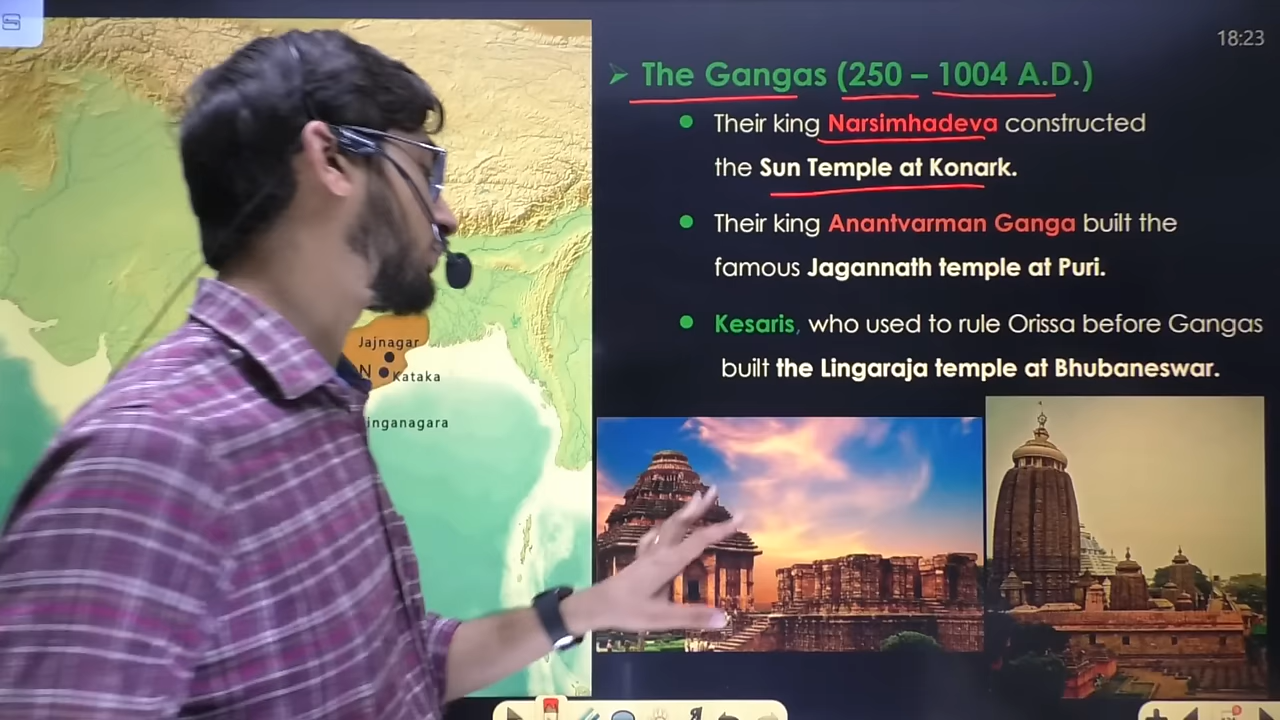 18:23
The Gangas (250 – 1004 A.D.)
Their king Narsimhadeva constructed
the Sun Temple at Konark.
Their king Anantvarman Ganga built the
famous Jagannath temple at Puri.
Kesaris, who used to rule Orissa before Gangas
built the Lingaraja temple at Bhubaneswar.
Jajnagar
N Kataka
inganagara